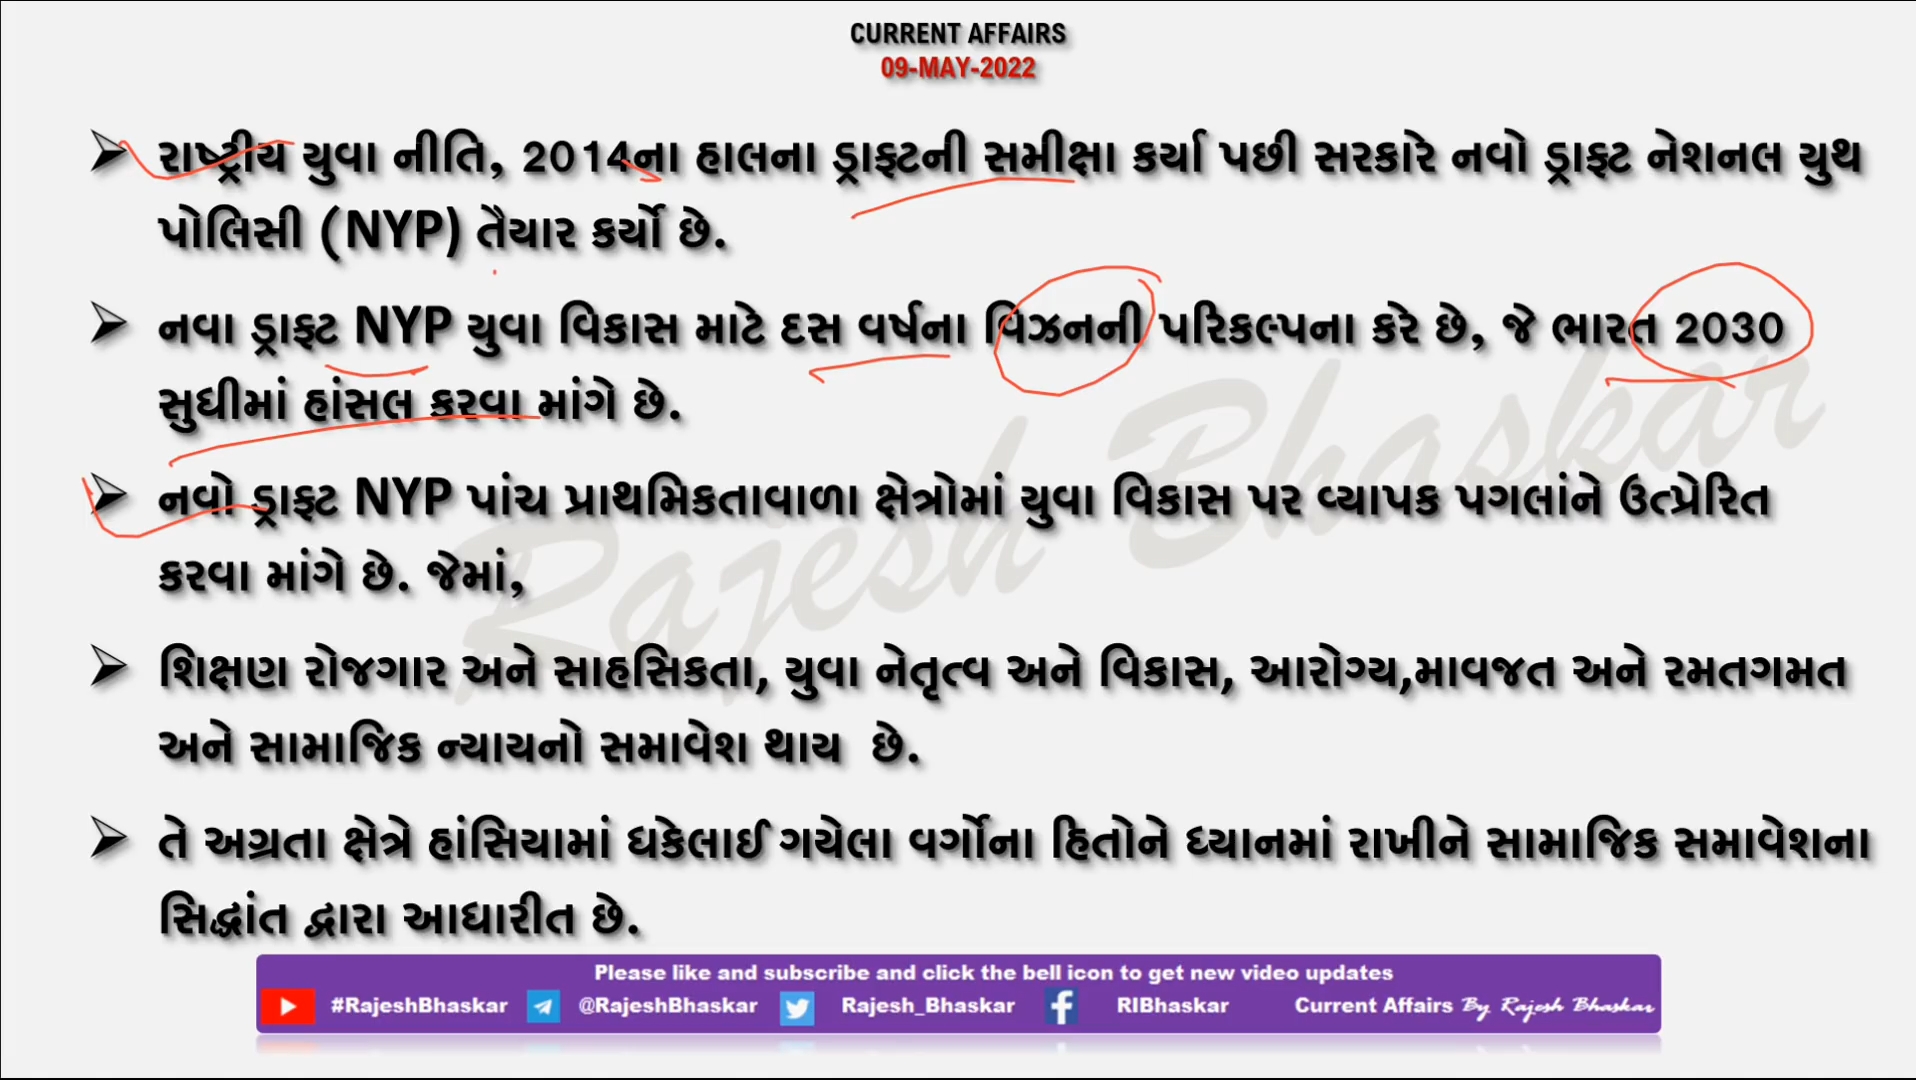 CURRENT AFFAIRS
09-MAY-2022
➢ રાષ્ટ્રીય યુવા નીતિ, 2014ના હાલના ડ્રાફ્ટની સમીક્ષા કર્યા પછી સરકારે નવો ડ્રાફ્ટ નેશનલ યુથ
પોલિસી (NYP) તૈયાર કર્યો છે.
➢ નવા ડ્રાફ્ટ NYP યુવા વિકાસ માટે દસ વર્ષના વિઝનની પરિકલ્પના કરે છે, જે ભારત 2030
સુધીમાં હાંસલ કરવા માંગે છે.
➢ નવો ડ્રાફ્ટ NYP પાંચ પ્રાથમિકતાવાળા ક્ષેત્રોમાં યુવા વિકાસ પર વ્યાપક પગલાંને ઉત્પ્રેરિત
કરવા માંગે છે. જેમાં,
➢ શિક્ષણ રોજગાર અને સાહસિકતા, યુવા નેતૃત્વ અને વિકાસ, આરોગ્ય,માવજત અને રમતગમત
અને સામાજિક ન્યાયનો સમાવેશ થાય છે.
➢ તે અગ્રતા ક્ષેત્રે હાંસિયામાં ધકેલાઈ ગયેલા વર્ગોના હિતોને ધ્યાનમાં રાખીને સામાજિક સમાવેશના
સિદ્ધાંત દ્વારા આધારીત છે.
Rajesh Bhaskar
Please like and subscribe and click the bell icon to get new video updates
#RajeshBhaskar @RajeshBhaskar Rajesh_Bhaskar RIBhaskar Current Affairs By Rajesh Bhaskar